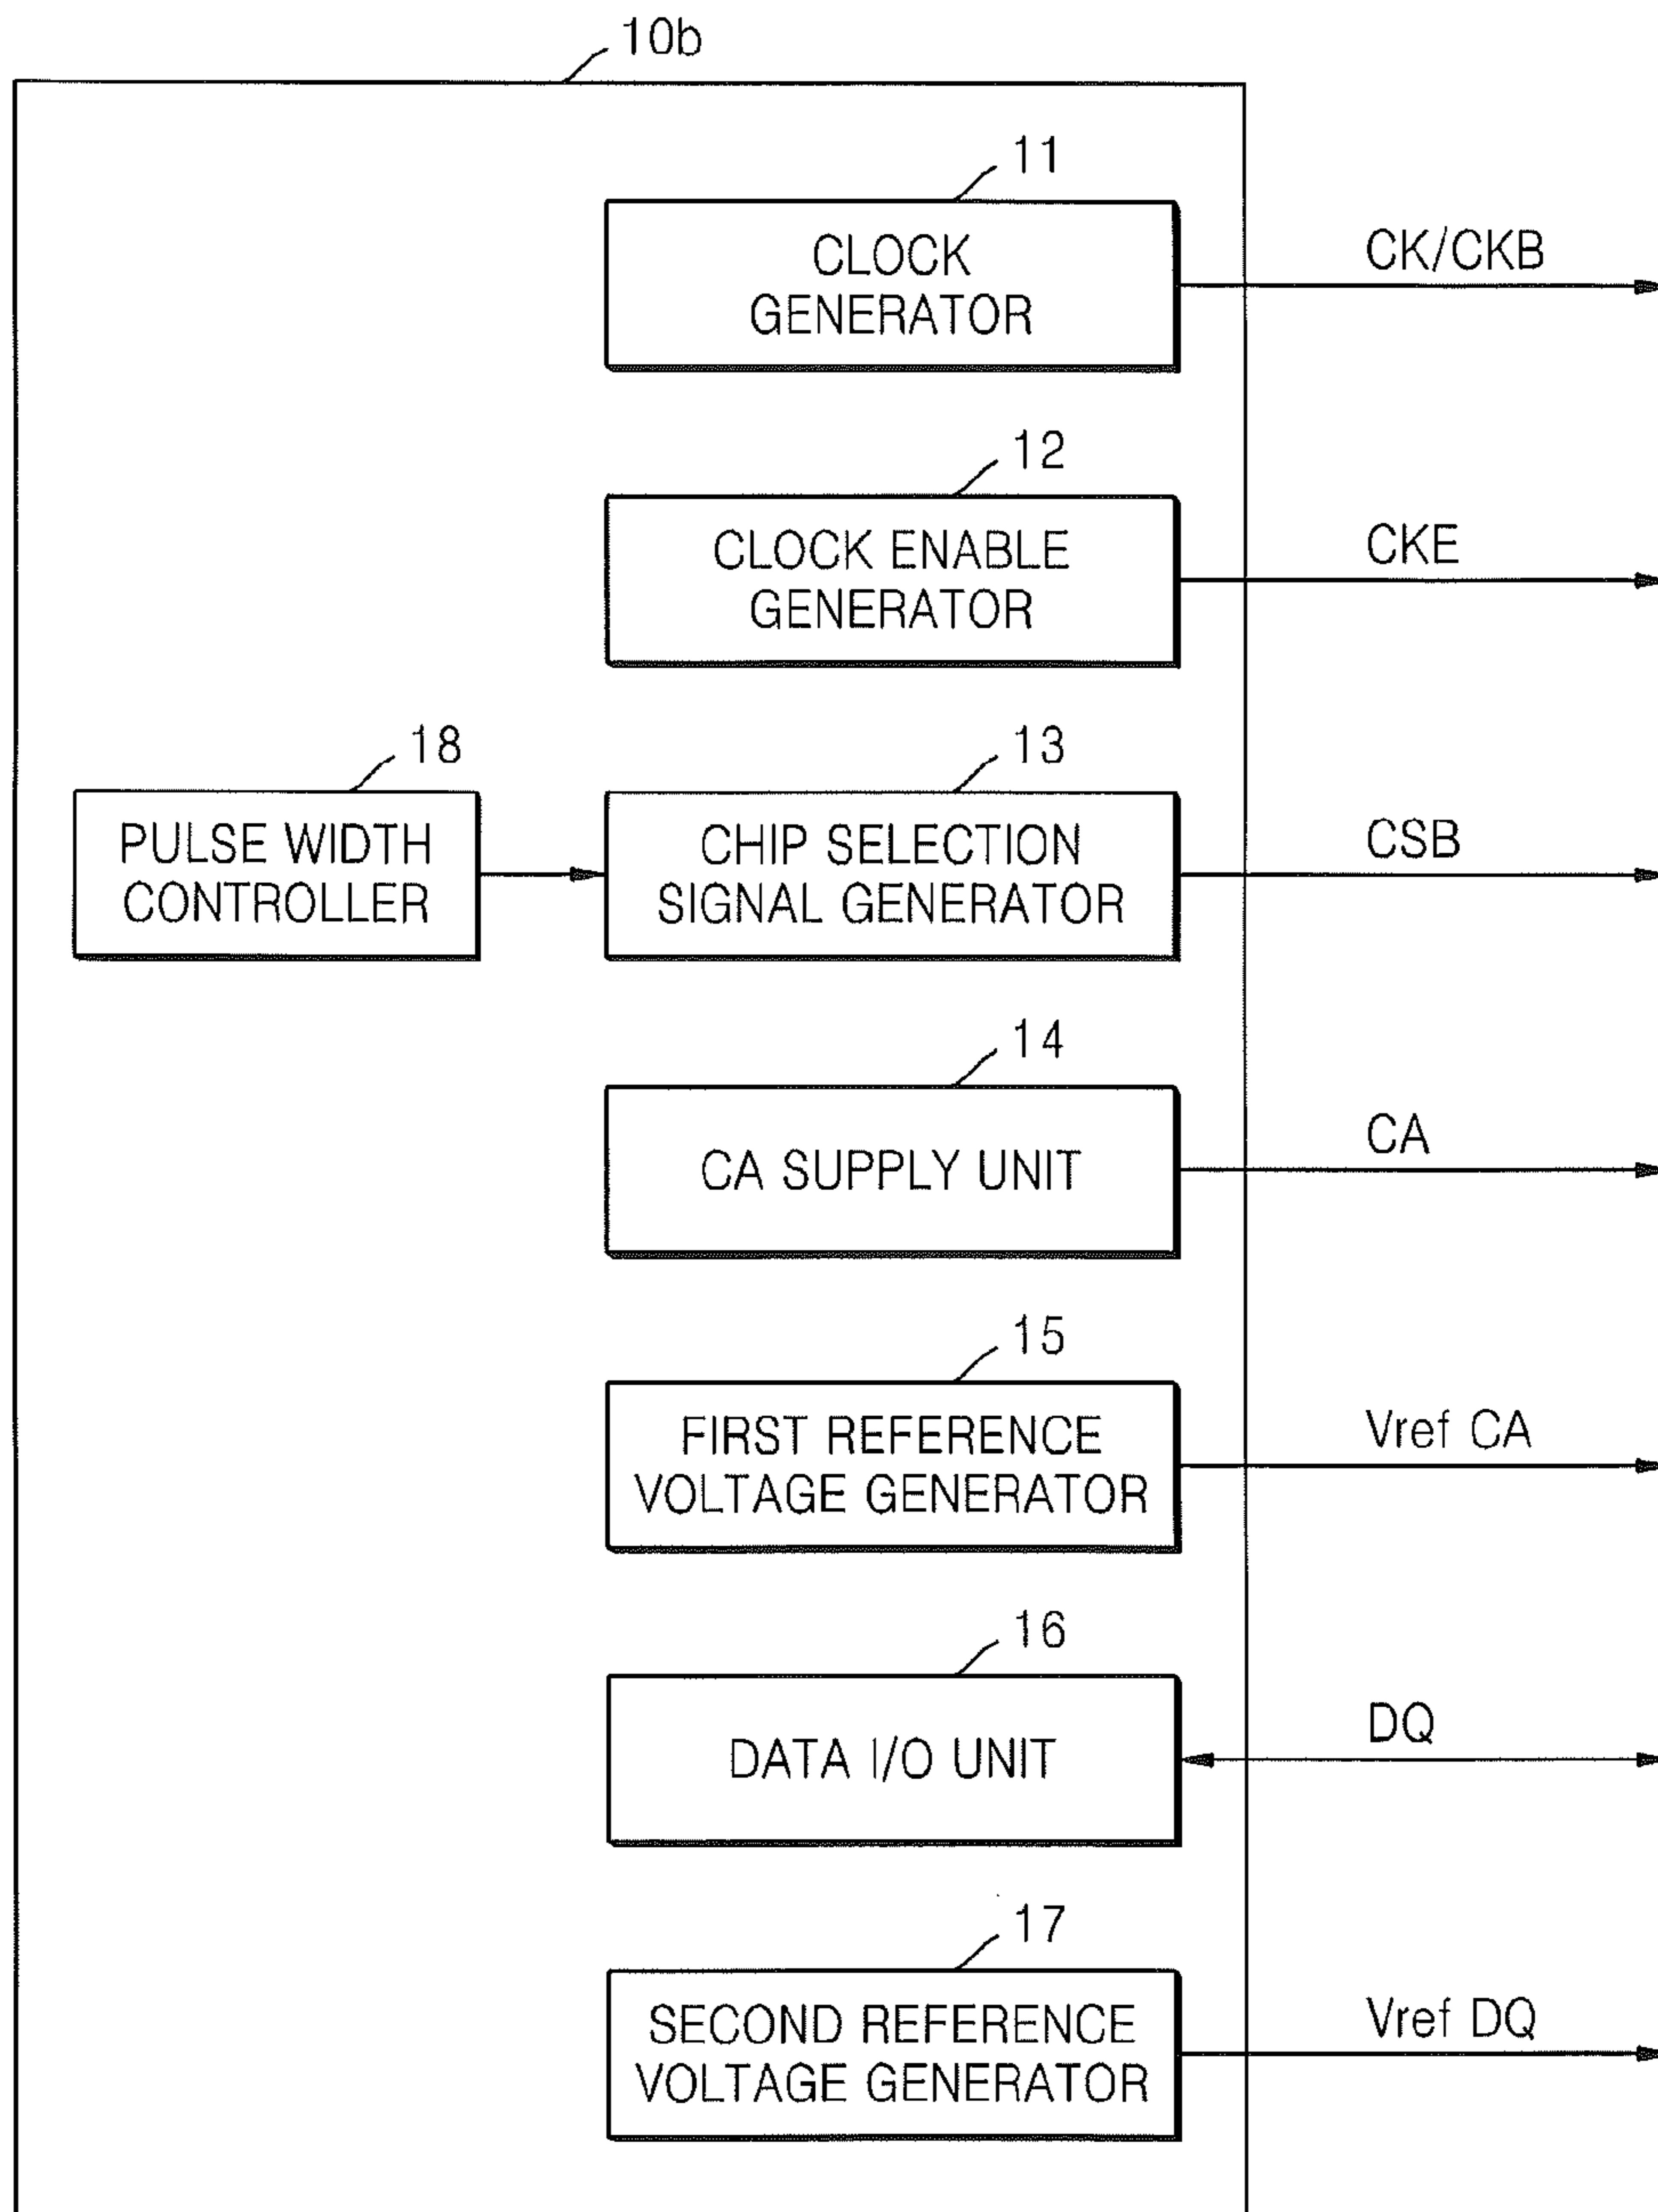 10b
11
CLOCK
GENERATOR
CK/CKB
12
CLOCK ENABLE
GENERATOR
CKE
18
PULSE WIDTH
CONTROLLER
13
CHIP SELECTION
SIGNAL GENERATOR
CSB
14
CA SUPPLY UNIT
CA
15
FIRST REFERENCE
VOLTAGE GENERATOR
Vref CA
16
DATA I/O UNIT
DQ
17
SECOND REFERENCE
VOLTAGE GENERATOR
Vref DQ